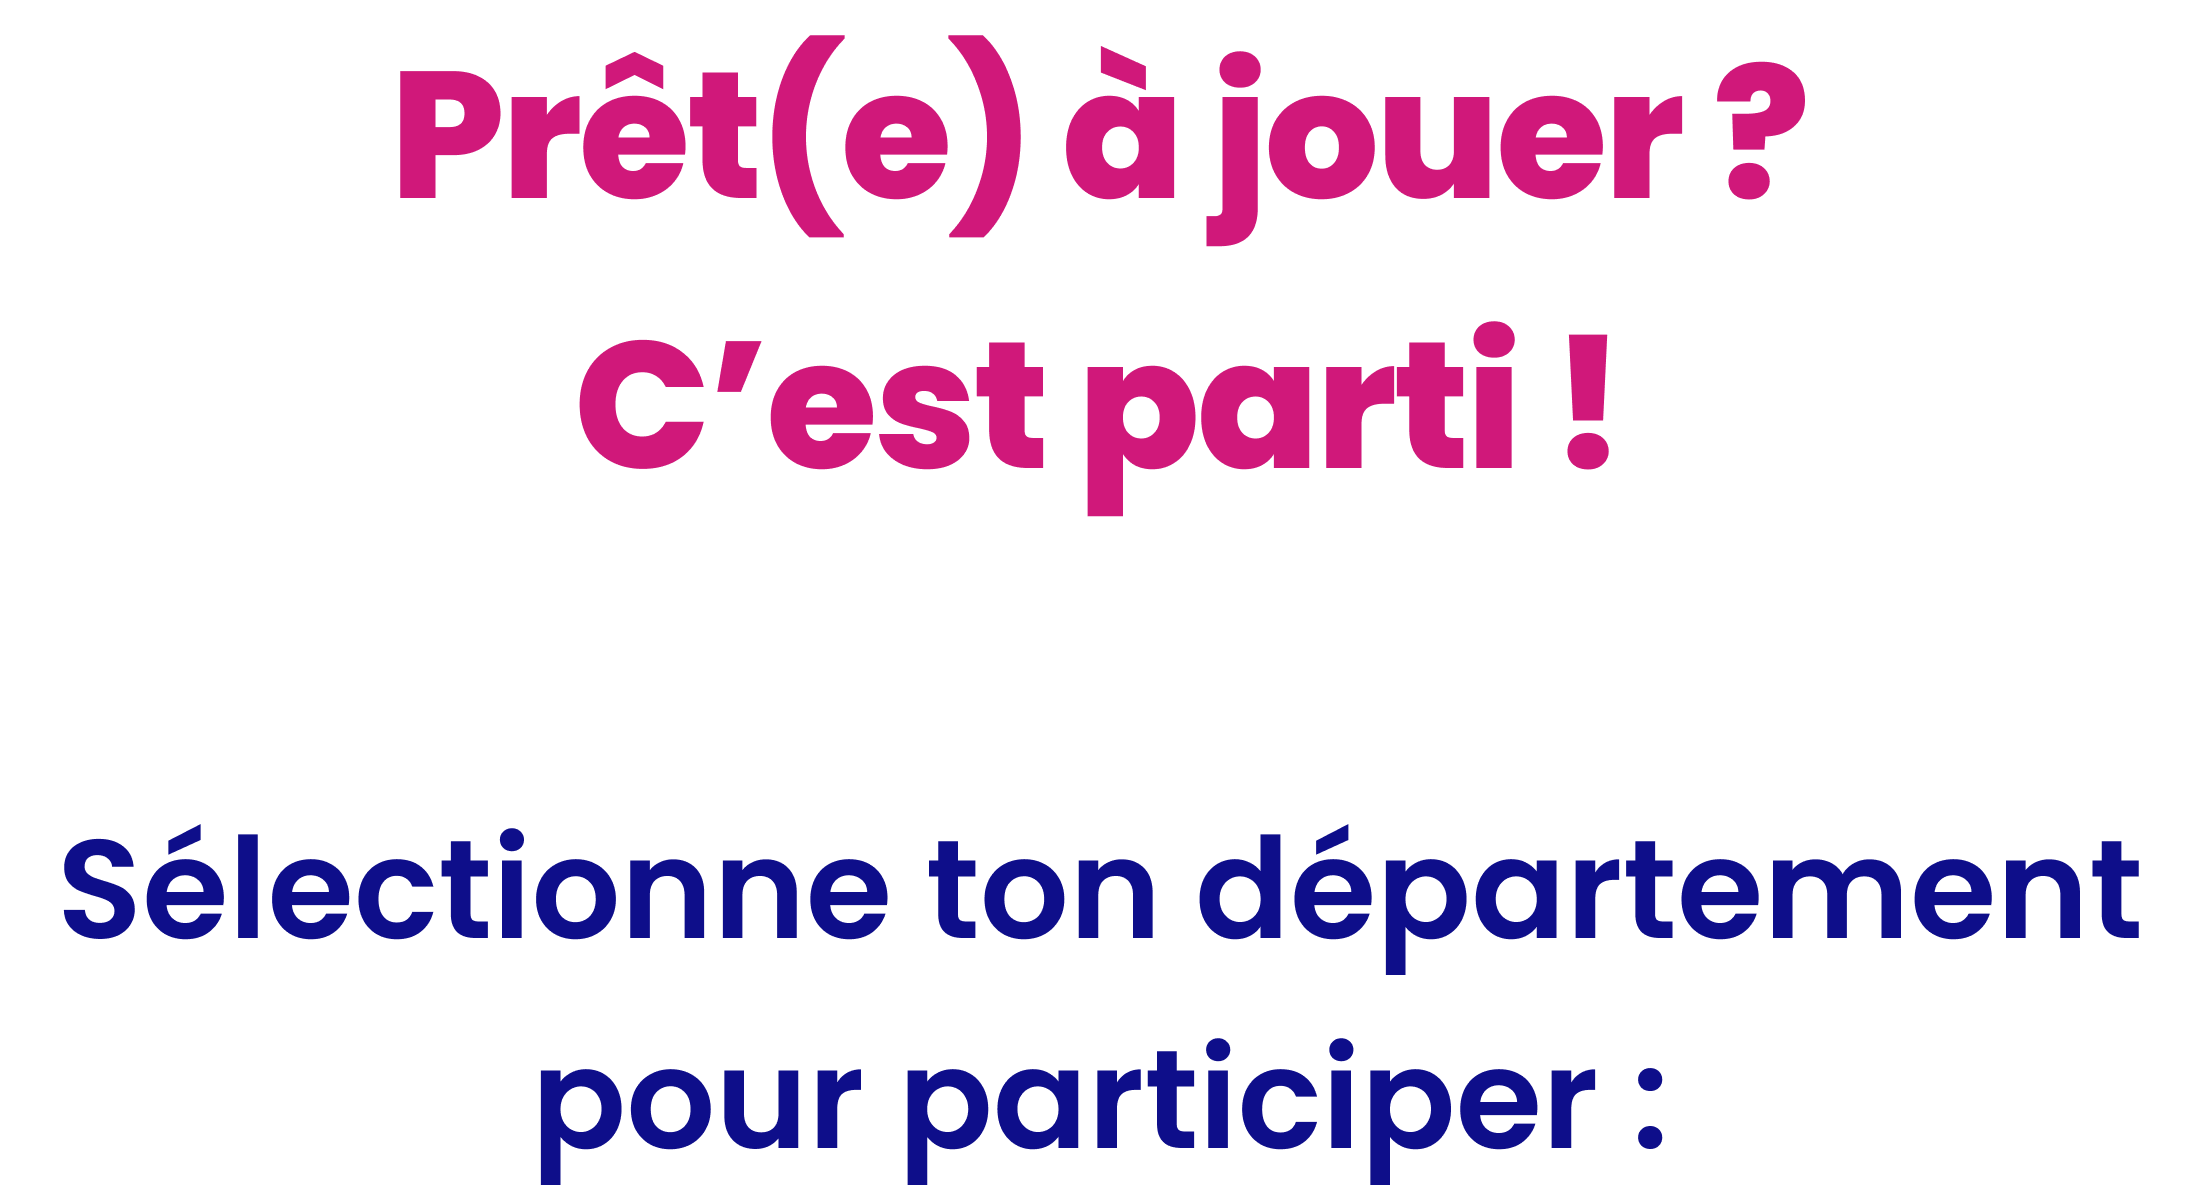 Prêt(e) à jouer ?
C’est parti !
Sélectionne ton département
pour participer :